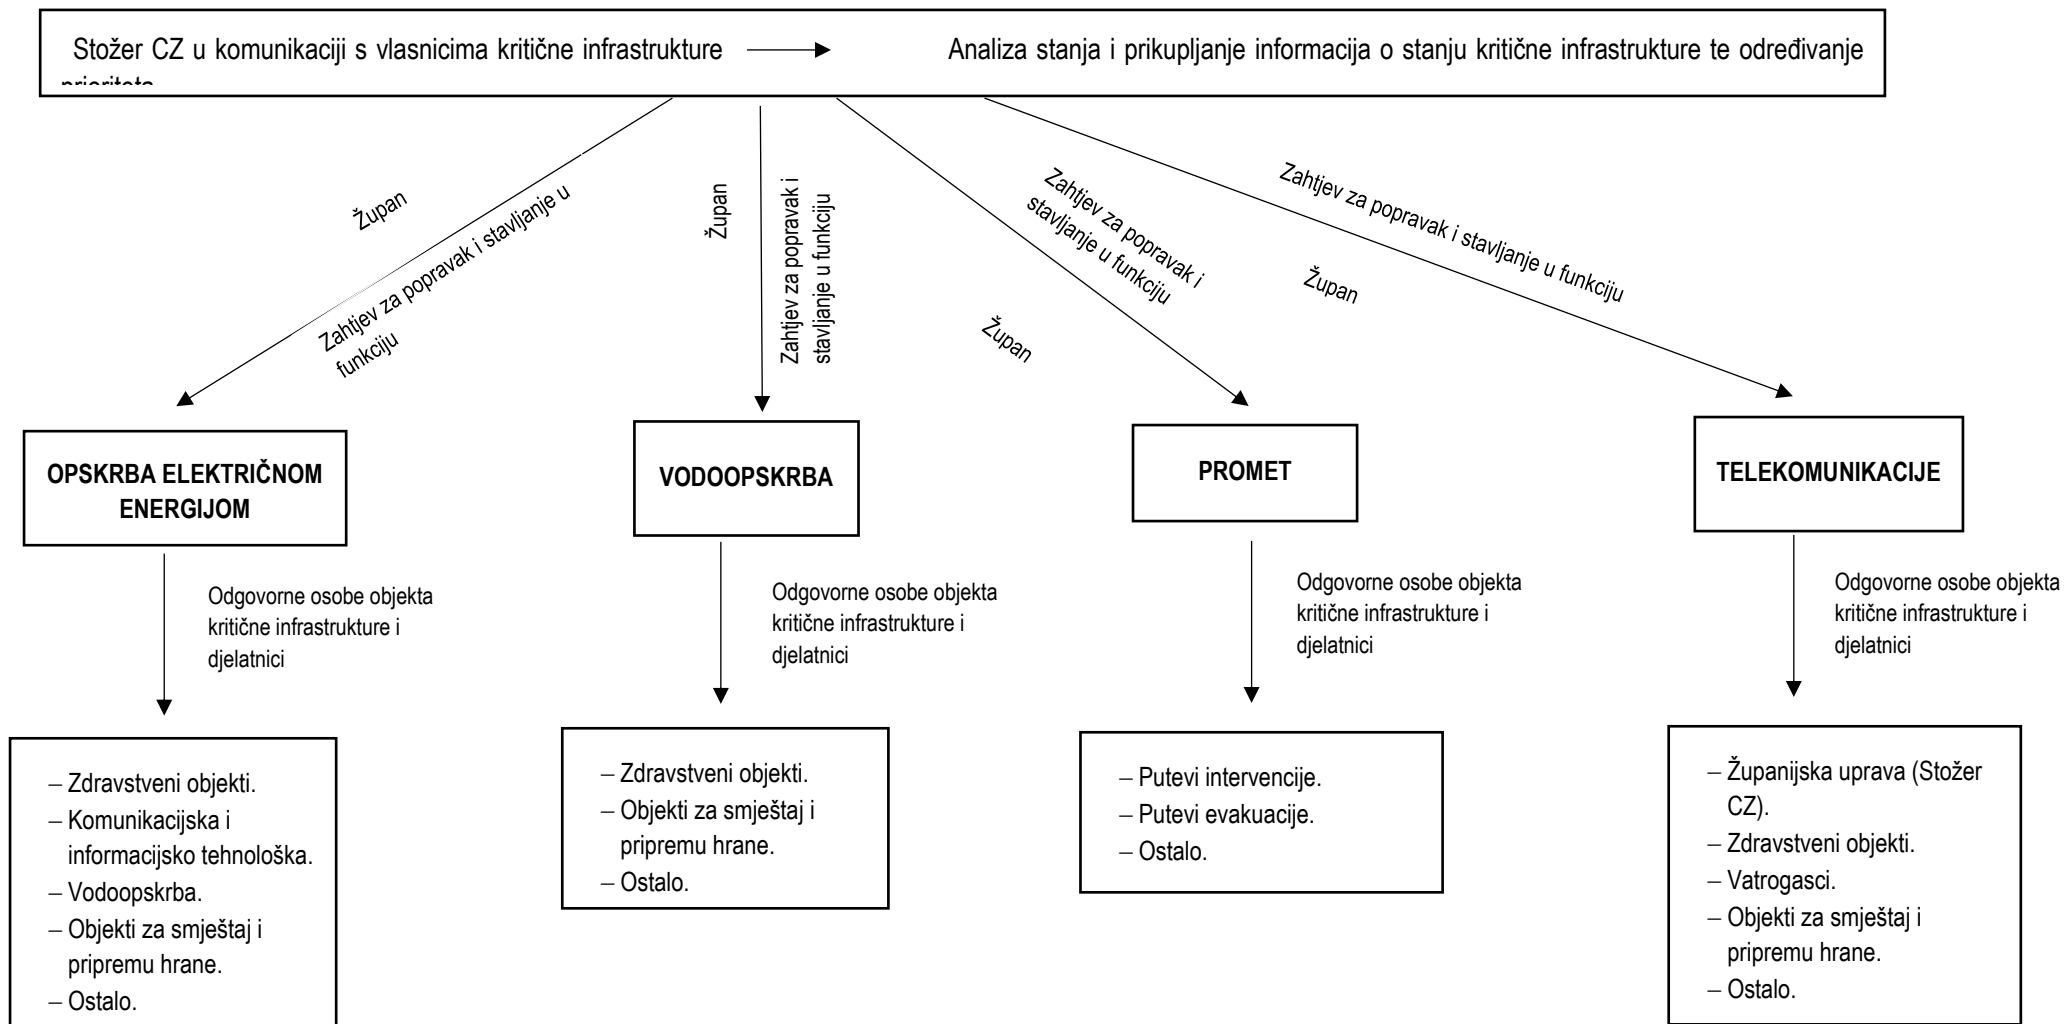 Stožer CZ u komunikaciji s vlasnicima kritične infrastrukture Analiza stanja i prikupljanje informacija o stanju kritične infrastrukture te određivanje
Župan
Zahtjev za popravak i stavljanje u
funkciju
Župan
Zahtjev za popravak i
stavljanje u funkciju
Zahtjev za popravak i
stavljanje u funkciju
Župan
Zahtjev za popravak i stavljanje u funkciju
Župan
OPSKRBA ELEKTRIČNOM
ENERGIJOM
VODOOPSKRBA
PROMET
TELEKOMUNIKACIJE
Odgovorne osobe objekta
kritične infrastrukture i
djelatnici
Odgovorne osobe objekta
kritične infrastrukture i
djelatnici
Odgovorne osobe objekta
kritične infrastrukture i
djelatnici
Odgovorne osobe objekta
kritične infrastrukture i
djelatnici
– Zdravstveni objekti.
– Komunikacijska i
informacijsko tehnološka.
– Vodoopskrba.
– Objekti za smještaj i
pripremu hrane.
– Ostalo.
– Zdravstveni objekti.
– Objekti za smještaj i
pripremu hrane.
– Ostalo.
– Putevi intervencije.
– Putevi evakuacije.
– Ostalo.
– Županijska uprava (Stožer
CZ).
– Zdravstveni objekti.
– Vatrogasci.
– Objekti za smještaj i
pripremu hrane.
– Ostalo.